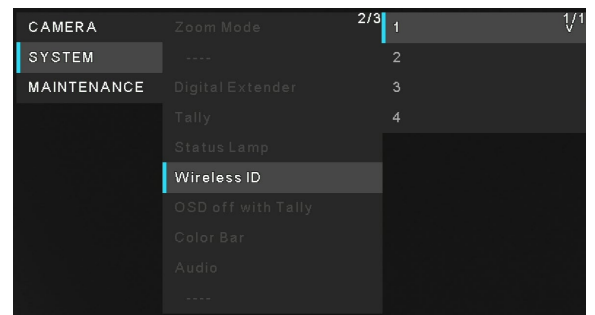 CAMERA
SYSTEM
MAINTENANCE
2/3
Zoom Mode
----
Digital Extender
Tally
Status Lamp
Wireless ID
OSD off with Tally
Color Bar
Audio
----
1/1
1
2
3
4